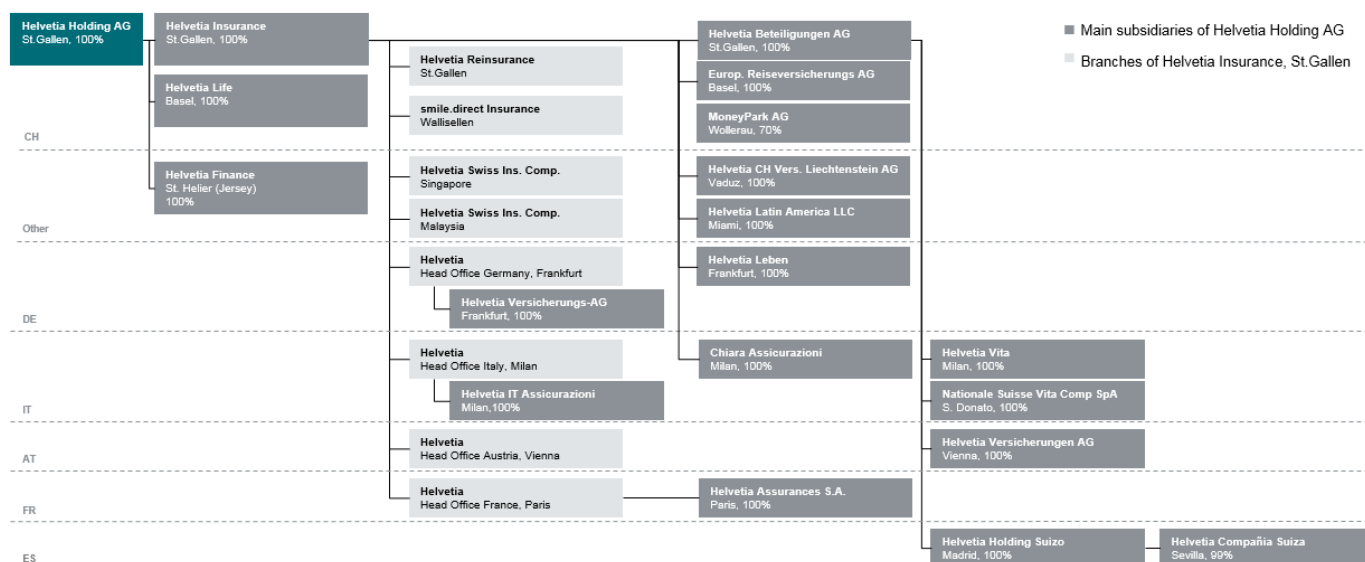 Helvetia Holding AG
St.Gallen, 100%
Helvetia Insurance
St.Gallen, 100%
Helvetia Beteiligungen AG
St.Gallen, 100%
Main subsidiaries of Helvetia Holding AG
Branches of Helvetia Insurance, St.Gallen
Helvetia Reinsurance
St.Gallen
Europ. Reiseversicherungs AG
Basel, 100%
Helvetia Life
Basel, 100%
smile.direct Insurance
Wallisellen
MoneyPark AG
Wollerau, 70%
CH
Helvetia Finance
St. Helier (Jersey)
100%
Helvetia Swiss Ins. Comp.
Singapore
Helvetia CH Vers. Liechtenstein AG
Vaduz, 100%
Helvetia Swiss Ins. Comp.
Malaysia
Helvetia Latin America LLC
Miami, 100%
Other
Helvetia
Head Office Germany, Frankfurt
Helvetia Leben
Frankfurt, 100%
Helvetia Versicherungs-AG
Frankfurt, 100%
DE
Helvetia
Head Office Italy, Milan
Chiara Assicurazioni
Milan, 100%
Helvetia Vita
Milan, 100%
Helvetia IT Assicurazioni
Milan,100%
Nationale Suisse Vita Comp SpA
S. Donato, 100%
IT
Helvetia
Head Office Austria, Vienna
Helvetia Versicherungen AG
Vienna, 100%
AT
Helvetia
Head Office France, Paris
Helvetia Assurances S.A.
Paris, 100%
FR
Helvetia Holding Suizo
Madrid, 100%
Helvetia Compañia Suiza
Sevilla, 99%
ES